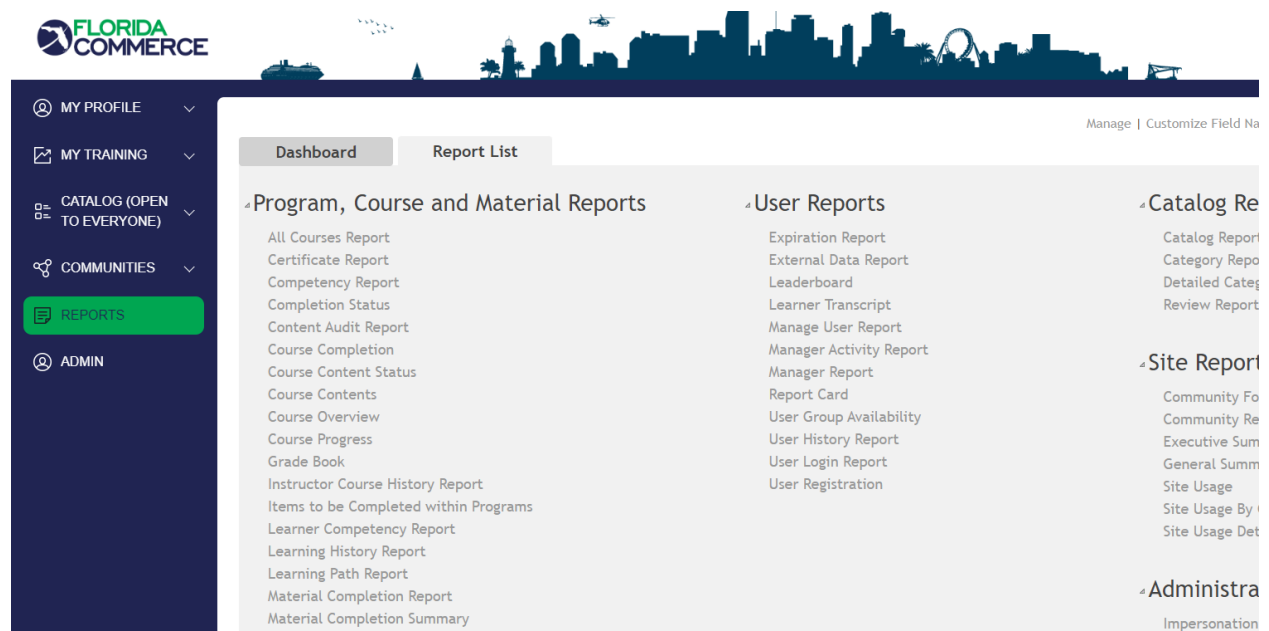 FLORIDA
COMMERCE
MY PROFILE
MY TRAINING
CATALOG (OPEN
TO EVERYONE)
COMMUNITIES
REPORTS
ADMIN
Manage | Customize Field
Dashboard
Report List
Program, Course and Material Reports
All Courses Report
Certificate Report
Competency Report
Completion Status
Content Audit Report
Course Completion
Course Content Status
Course Contents
Course Overview
Course Progress
Grade Book
Instructor Course History Report
Items to be Completed within Programs
Learner Competency Report
Learning History Report
Learning Path Report
Material Completion Report
Material Completion Summary
User Reports
Expiration Report
External Data Report
Leaderboard
Learner Transcript
Manage User Report
Manager Activity Report
Manager Report
Report Card
User Group Availability
User History Report
User Login Report
User Registration
Catalog Re
Catalog Report
Category Repo
Detailed Categ
Review Report
Site Report
Community Fo
Community Re
Executive Sum
General Summ
Site Usage
Site Usage By
Site Usage Det
Administra
Impersonation